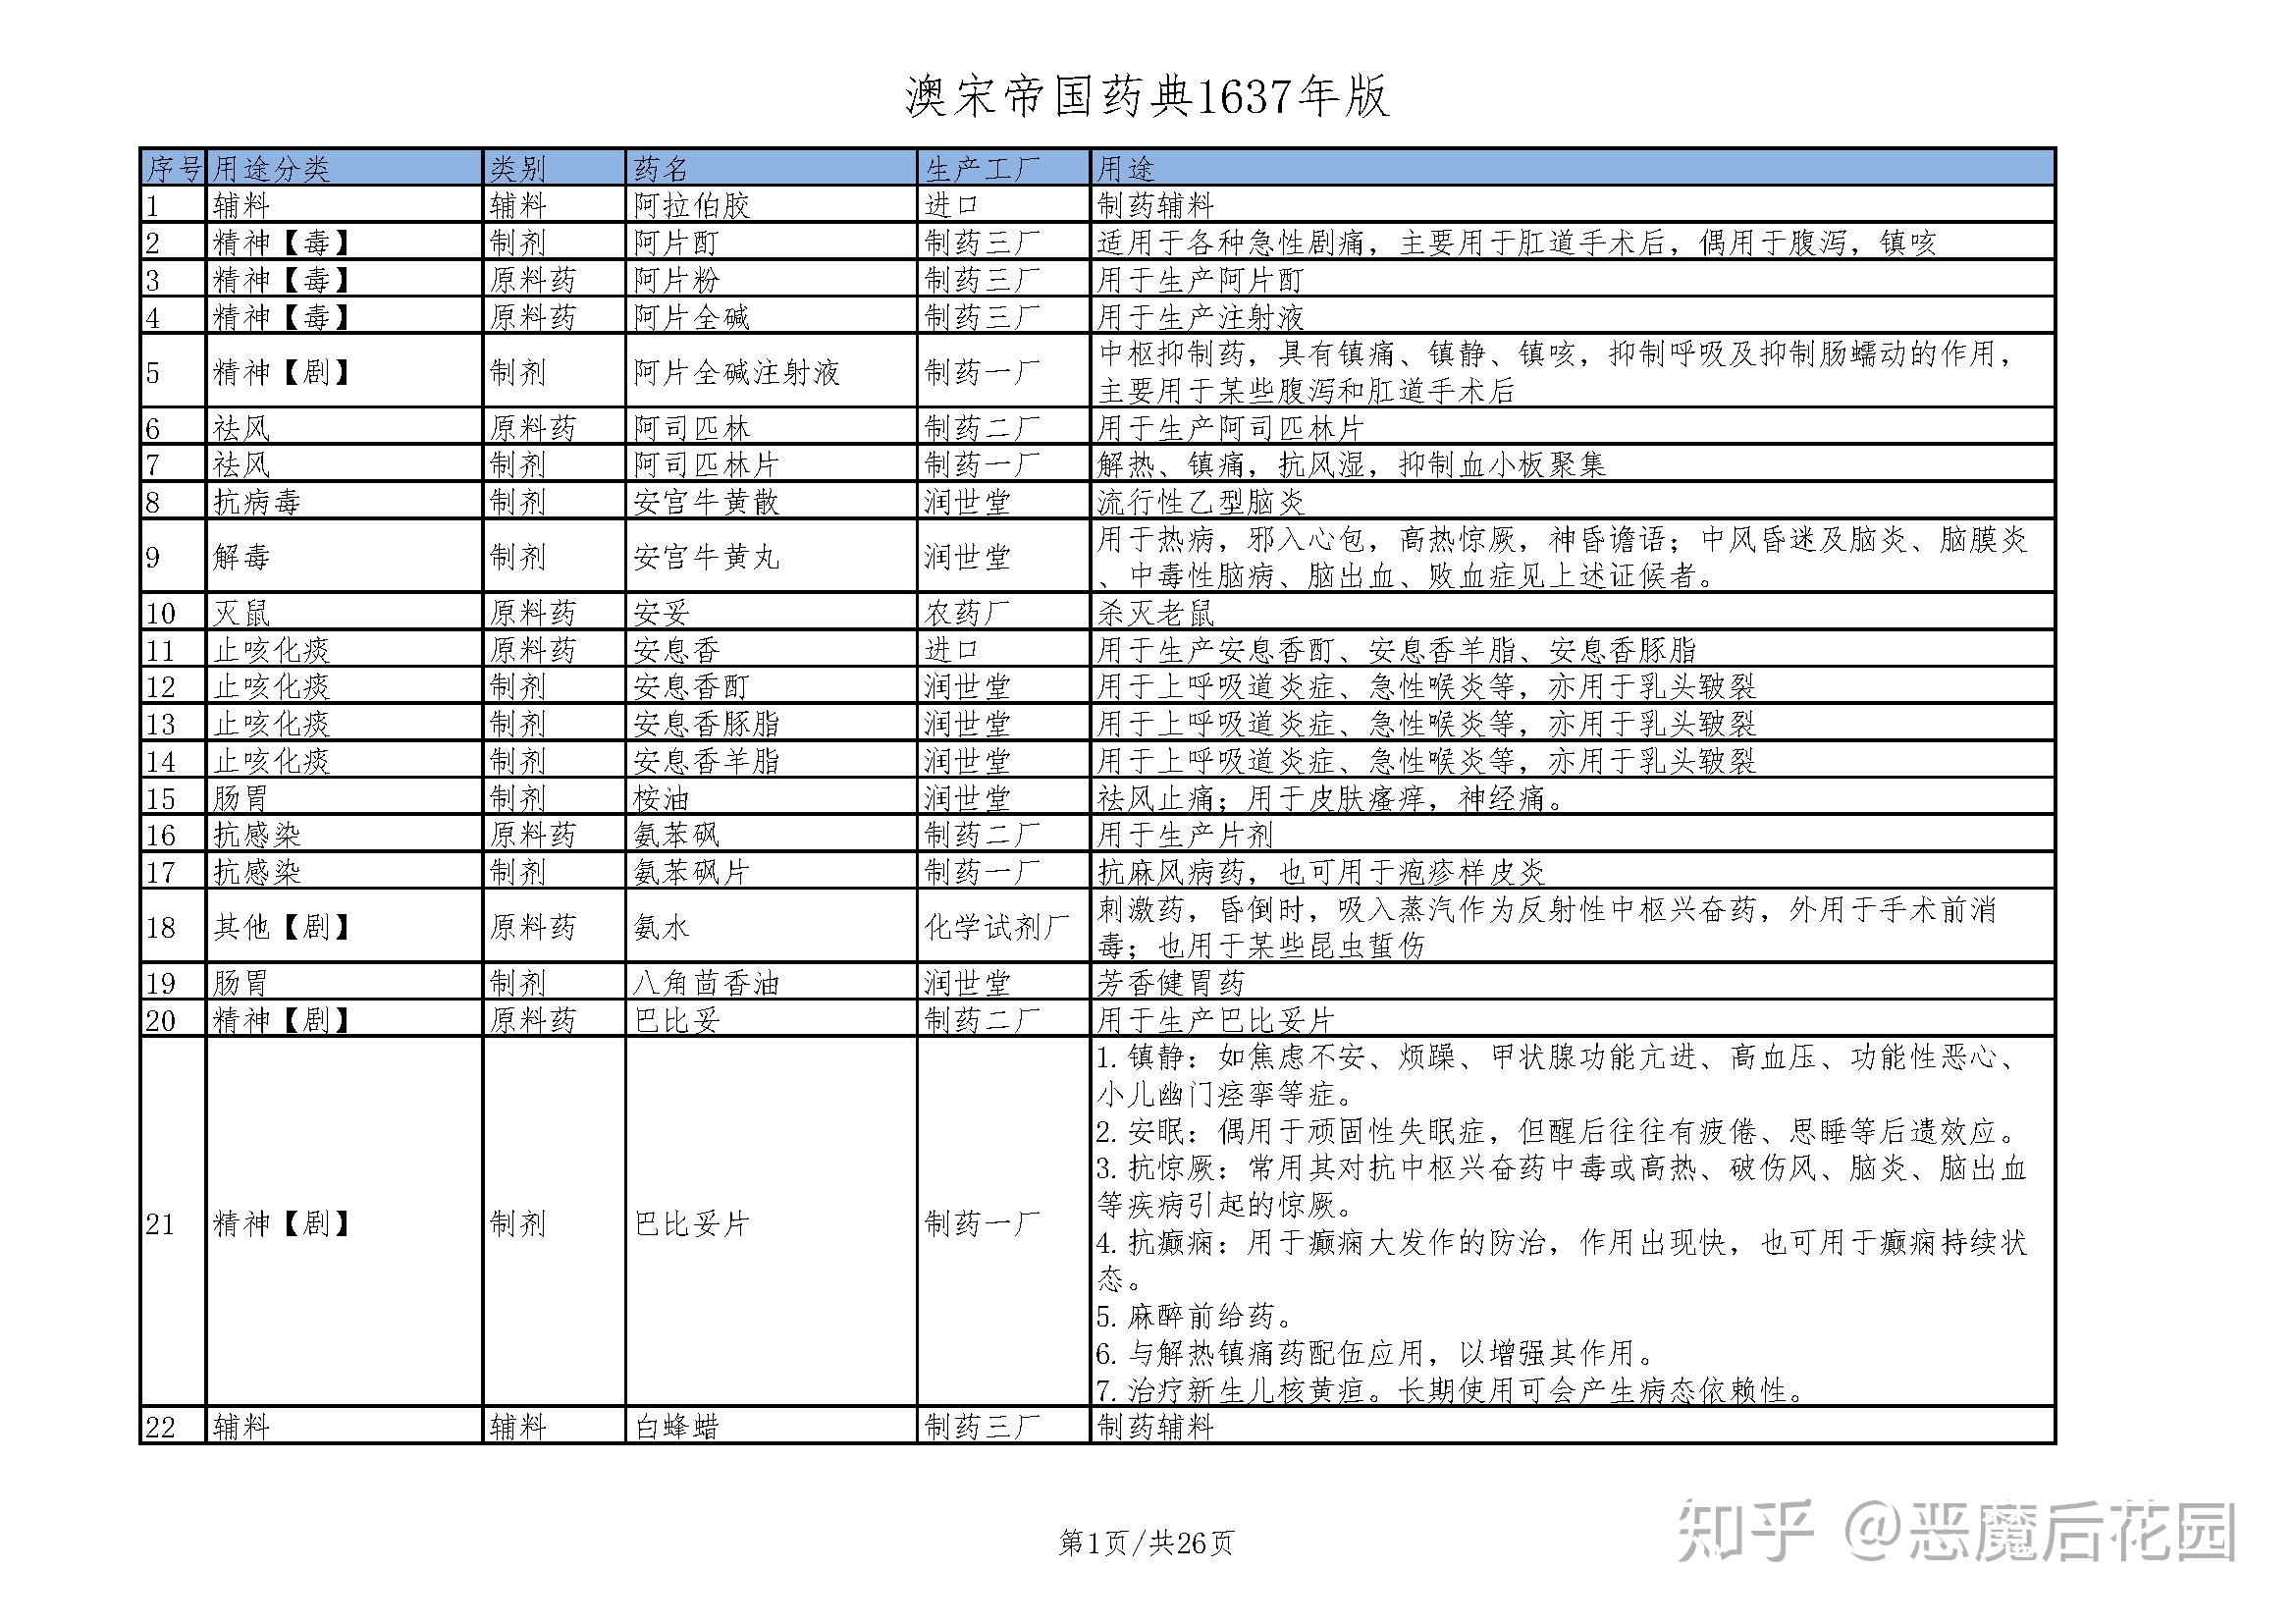 澳宋帝国药典1637年版
序号 用途分类 类别 药名 生产工厂 用途
1 辅料 辅料 阿拉伯胶 进口 制药辅料
2 精神【毒】 制剂 阿片酊 制药三厂 适用于各种急性剧痛，主要用于肛道手术后，偶用于腹泻，镇咳
3 精神【毒】 原料药 阿片粉 制药三厂 用于生产阿片酊
4 精神【毒】 原料药 阿片全碱 制药三厂 用于生产注射液
5 精神【剧】 制剂 阿片全碱注射液 制药一厂 中枢抑制药，具有镇痛、镇静、镇咳，抑制呼吸及抑制肠蠕动的作用，
主要用于某些腹泻和肛道手术后
6 祛风 原料药 阿司匹林 制药二厂 用于生产阿司匹林片
7 祛风 制剂 阿司匹林片 制药一厂 解热、镇痛，抗风湿，抑制血小板聚集
8 抗病毒 制剂 安宫牛黄散 润世堂 流行性乙型脑炎
9 解毒 制剂 安宫牛黄丸 润世堂 用于热病，邪入心包，高热惊厥，神昏谵语；中风昏迷及脑炎、脑膜炎
、中毒性脑病、脑出血、败血症见上述证候者。
10 灭鼠 原料药 安妥 农药厂 杀灭老鼠
11 止咳化痰 原料药 安息香 进口 用于生产安息香酊、安息香羊脂、安息香豚脂
12 止咳化痰 制剂 安息香酊 润世堂 用于上呼吸道炎症、急性喉炎等，亦用于乳头皲裂
13 止咳化痰 制剂 安息香豚脂 润世堂 用于上呼吸道炎症、急性喉炎等，亦用于乳头皲裂
14 止咳化痰 制剂 安息香羊脂 润世堂 用于上呼吸道炎症、急性喉炎等，亦用于乳头皲裂
15 肠胃 制剂 桉油 润世堂 祛风止痛；用于皮肤瘙痒，神经痛。
16 抗感染 原料药 氨苯砜 制药二厂 用于生产片剂
17 抗感染 制剂 氨苯砜片 制药一厂 抗麻风病药，也可用于疱疹样皮炎
18 其他【剧】 原料药 氨水 化学试剂厂 刺激药，昏倒时，吸入蒸汽作为反射性中枢兴奋药，外用于手术前消
毒；也用于某些昆虫蜇伤
19 肠胃 制剂 八角茴香油 润世堂 芳香健胃药
20 精神【剧】 原料药 巴比妥 制药二厂 用于生产巴比妥片
21 精神【剧】 制剂 巴比妥片 制药一厂 1.镇静：如焦虑不安、烦躁、甲状腺功能亢进、高血压、功能性恶心、
小儿幽门痉挛等症。
2.安眠：偶用于顽固性失眠症，但醒后往往有疲倦、思睡等后遗效应。
3.抗惊厥：常用其对抗中枢兴奋药中毒或高热、破伤风、脑炎、脑出血
等疾病引起的惊厥。
4.抗癫痫：用于癫痫大发作的防治，作用出现快，也可用于癫痫持续状
态。
5.麻醉前给药。
6.与解热镇痛药配伍应用，以增强其作用。
7.治疗新生儿核黄疸。长期使用可会产生病态依赖性。
22 辅料 辅料 白蜂蜡 制药三厂 制药辅料
第1页/共26页
知乎 @恶魔后花园